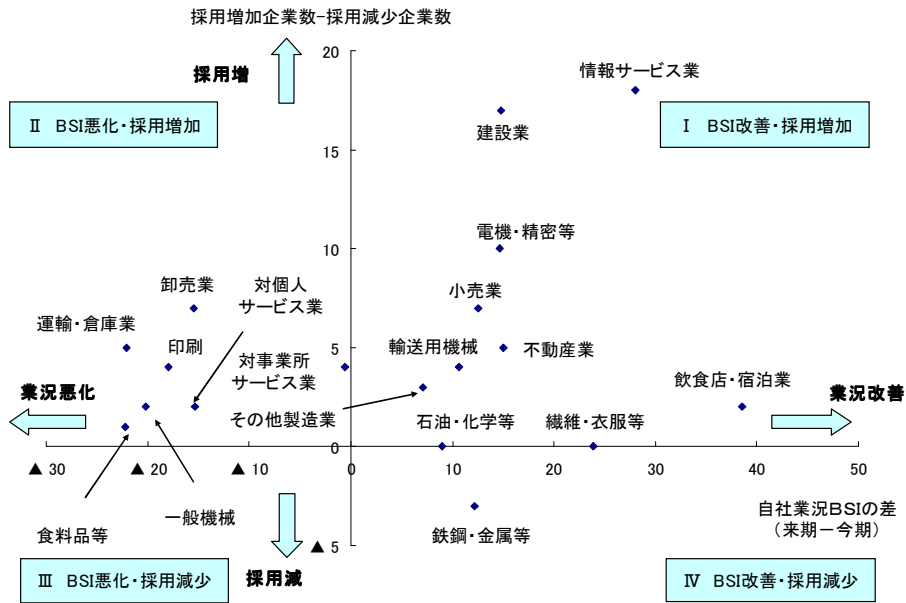 採用増加企業数-採用減少企業数
20
採用増
情報サービス業
Ⅱ BSI悪化・採用増加
Ⅰ BSI改善・採用増加
建設業
15
電機・精密等
10
卸売業
対個人
サービス業
小売業
運輸・倉庫業
印刷
対事業所
サービス業
5
輸送用機械
不動産業
業況悪化
その他製造業
飲食店・宿泊業
業況改善
石油・化学等
繊維・衣服等
0
▲ 30
▲ 20
▲ 10
0
10
20
30
40
50
食料品等
一般機械
鉄鋼・金属等
自社業況BSIの差
（来期－今期）
▲
5
採用減
Ⅲ BSI悪化・採用減少
Ⅳ BSI改善・採用減少